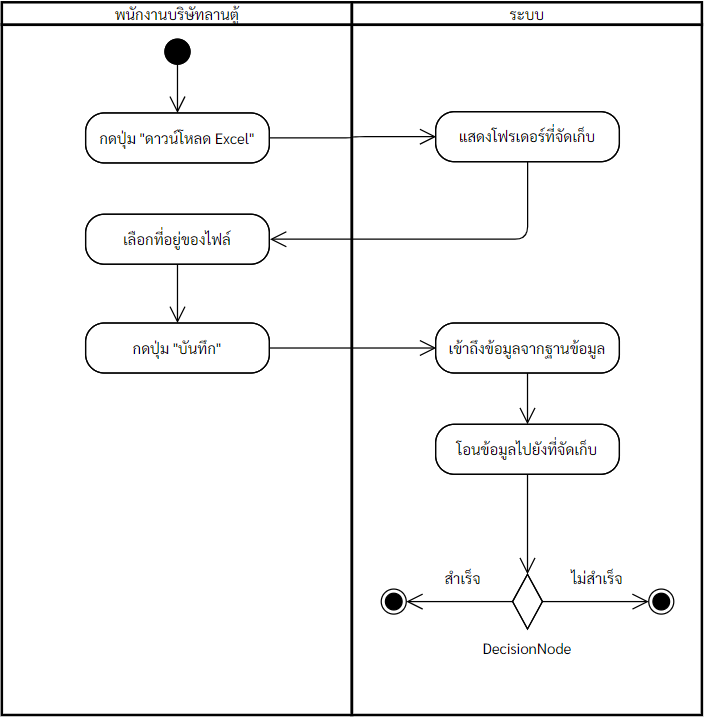 พนักงานบริษัทลานตู้
ระบบ
กดปุ่ม "ดาวน์โหลด Excel"
แสดงโฟรเดอร์ที่จัดเก็บ
เลือกที่อยู่ของไฟล์
กดปุ่ม "บันทึก"
เข้าถึงข้อมูลจากฐานข้อมูล
โอนข้อมูลไปยังที่จัดเก็บ
สำเร็จ
ไม่สำเร็จ
DecisionNode